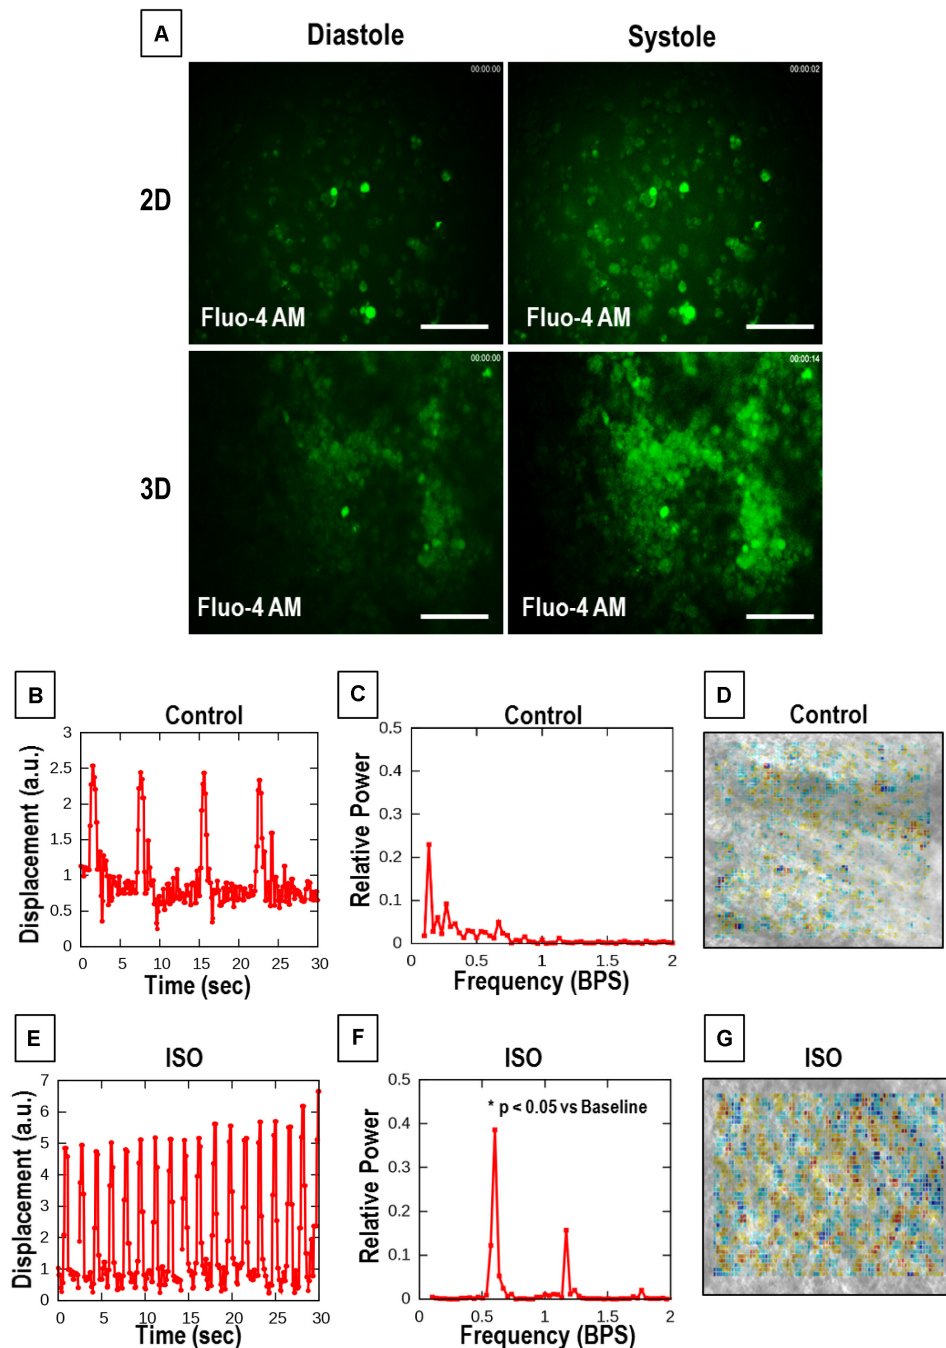 A
Diastole
Systole
2D
00:00:00
00:00:02
Fluo-4 AM
Fluo-4 AM
3D
00:00:00
00:00:14
Fluo-4 AM
Fluo-4 AM
B
Control
Displacement (a.u.)
3
2.5
2
1.5
1
0.5
0
0 5 10 15 20 25 30
Time (sec)
C
Control
Relative Power
0.5
0.4
0.3
0.2
0.1
0
0 0.5 1 1.5 2
Frequency (BPS)
D
Control
E
ISO
Displacement (a.u.)
7
6
5
4
3
2
1
0
0 5 10 15 20 25 30
Time (sec)
F
ISO
* p < 0.05 vs Baseline
Relative Power
0.5
0.4
0.3
0.2
0.1
0
0 0.5 1 1.5 2
Frequency (BPS)
G
ISO